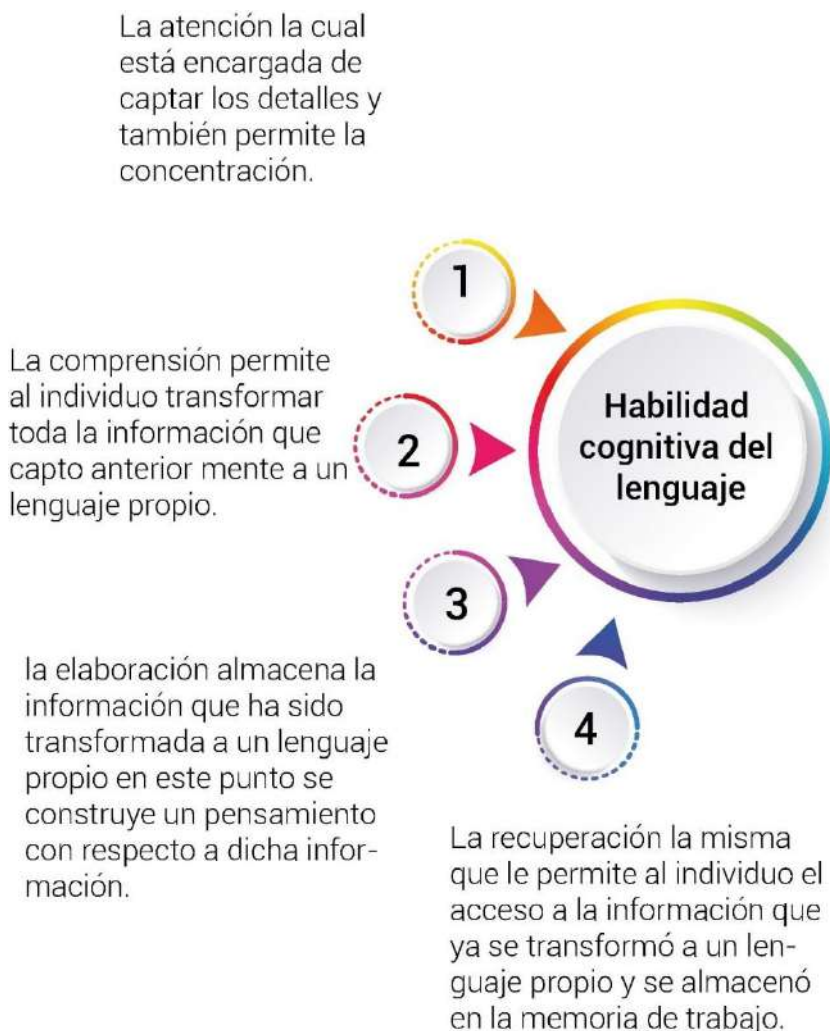 La atención la cual
está encargada de
captar los detalles y
también permite la
concentración.
1
La comprensión permite
al individuo transformar
toda la información que
capto anterior mente a un
lenguaje propio.
2
Habilidad
cognitiva del
lenguaje
3
la elaboración almacena la
información que ha sido
transformada a un lenguaje
propio en este punto se
construye un pensamiento
con respecto a dicha infor-
mación.
4
La recuperación la misma
que le permite al individuo el
acceso a la información que
ya se transformó a un len-
guaje propio y se almacenó
en la memoria de trabajo.